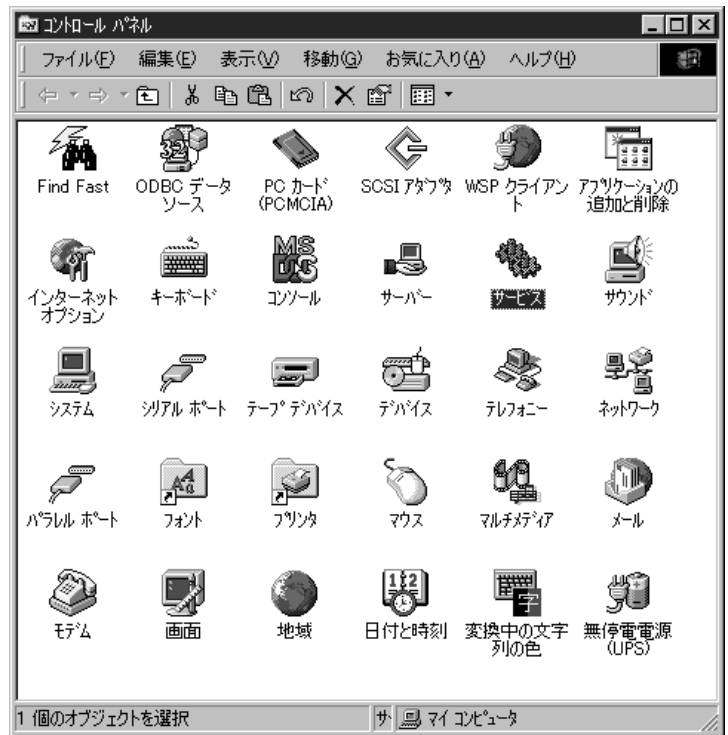 コントロール パネル
ファイル(F) 編集(E) 表示(V) 移動(G) お気に入り(A) ヘルプ(H)
Find Fast
ODBC データ
ソース
PC カード
(PCMCIA)
SCSI アダプタ
WSP クライアン
ト
アプリケーションの
追加と削除
インターネット
オプション
キーボード
コンソール
サーバー
サービス
サウンド
システム
シリアル ポート
テープ デバイス
デバイス
テレフォニー
ネットワーク
パラレル ポート
フォント
プリンタ
マウス
マルチメディア
メール
モデム
画面
地域
日付と時刻
変換中の文字
列の色
無停電電源
(UPS)
1 個のオブジェクトを選択
サ
マイ コンピュータ